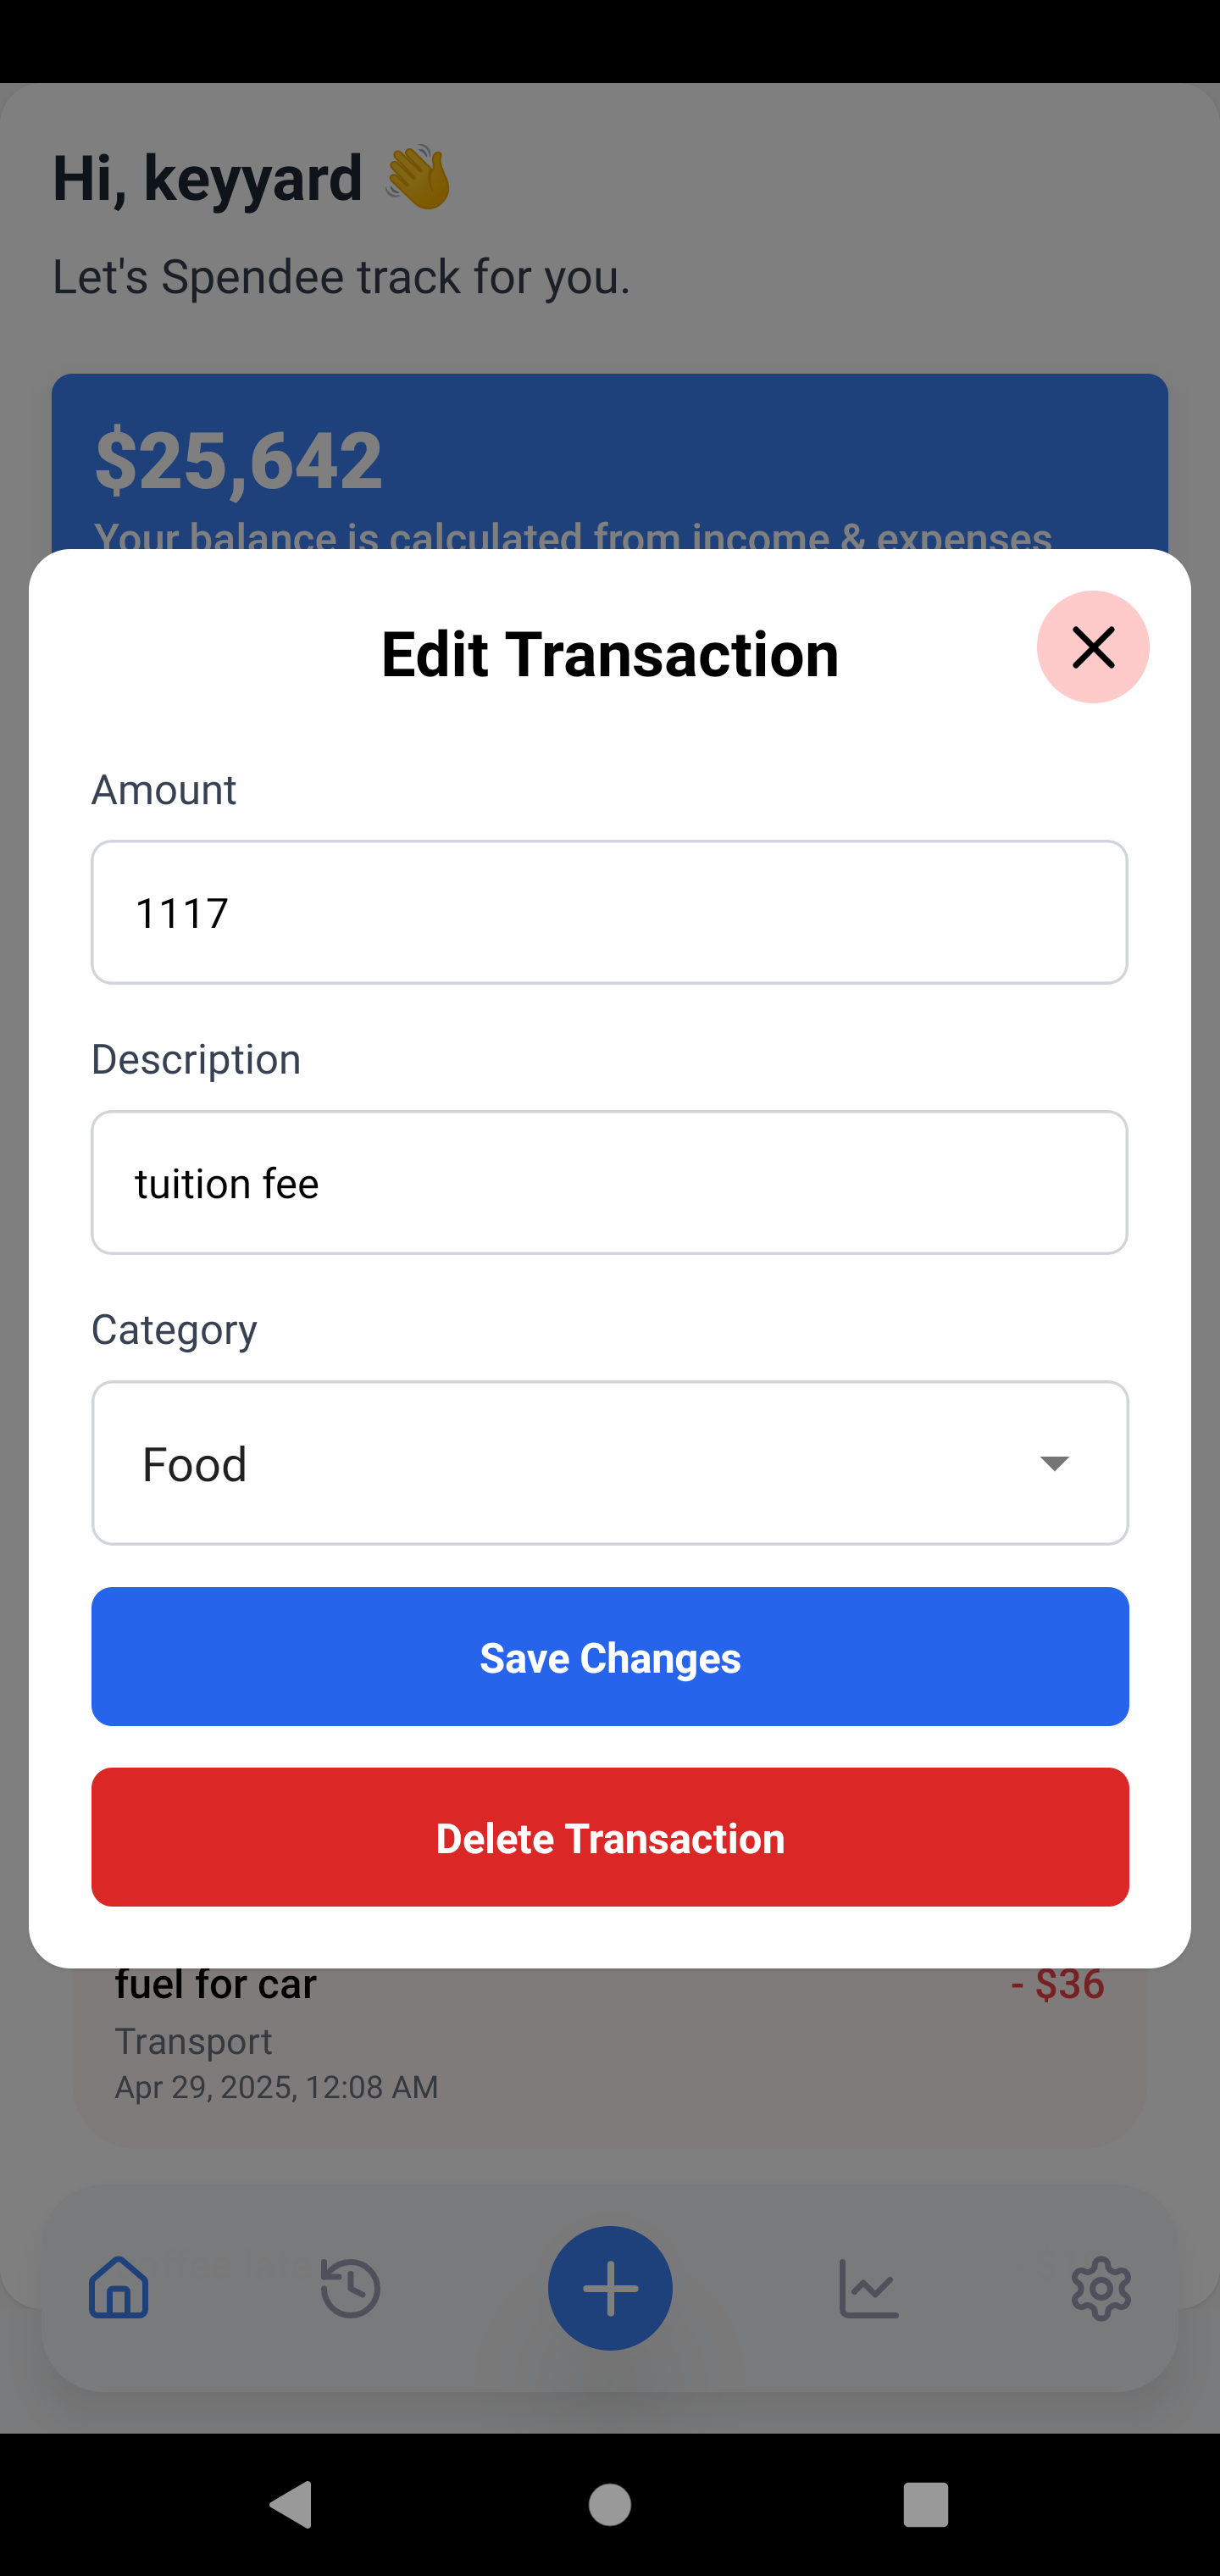 Hi, keyyard 👋
Let's Spendee track for you.
$25,642
Your balance is calculated from income & expenses
Edit Transaction
Amount
1117
Description
tuition fee
Category
Food
Save Changes
Delete Transaction
fuel for car
- $36
Transport
Apr 29, 2025, 12:08 AM